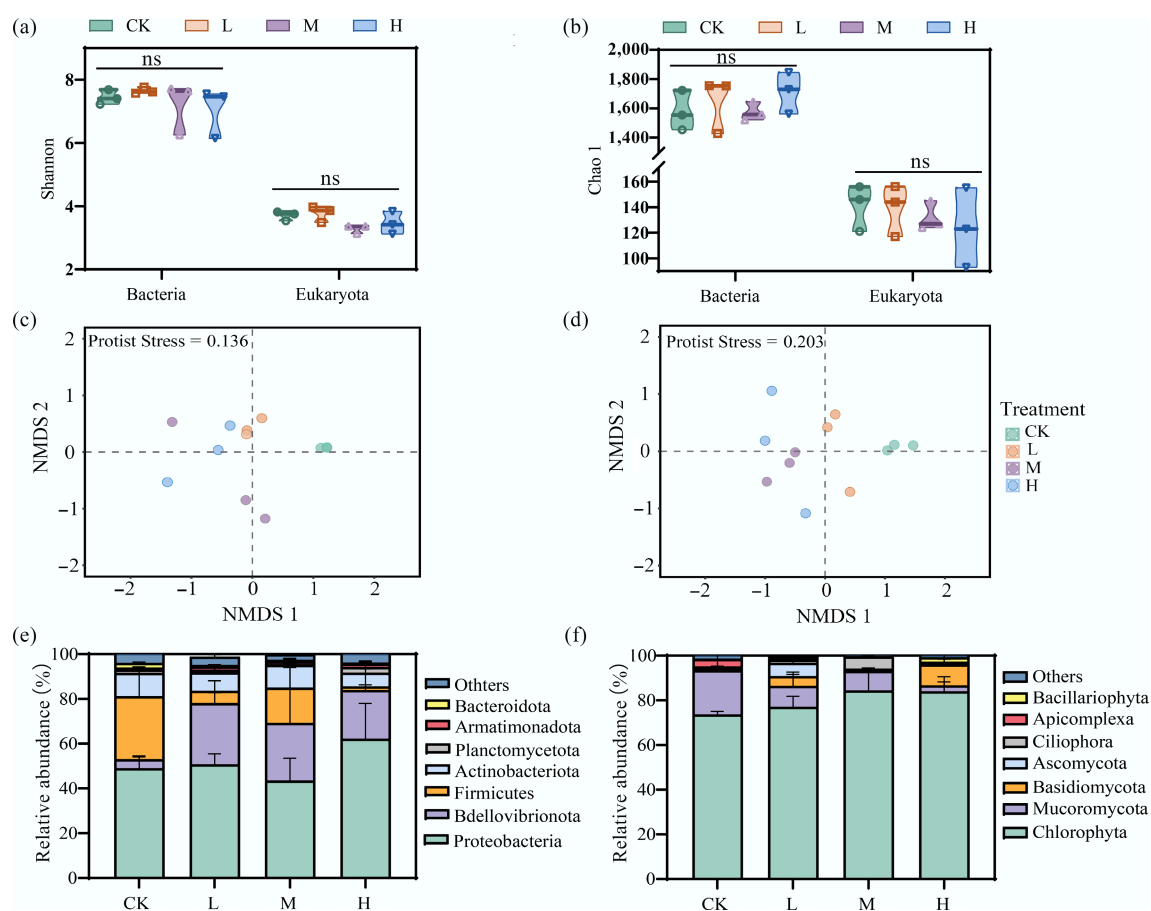 (a)
CK L M H
8
6
4
2
Shannon
ns
ns
Bacteria Eukaryota
(b)
CK L M H
2,000
1,800
1,600
1,400
160
140
120
100
Chao 1
ns
ns
Bacteria Eukaryota
(c)
Protist Stress = 0.136
2
1
0
−1
−2
NMDS 2
−2 −1 0 1 2
NMDS 1
(d)
Protist Stress = 0.203
2
1
0
−1
−2
NMDS 2
−2 −1 0 1 2
NMDS 1
Treatment
CK
L
M
H
(e)
100
80
60
40
20
0
Relative abundance (%)
CK L M H
Othters
Bacteroidota
Armatimonadota
Planctomycetota
Actinobacteriota
Firmicutes
Bdellovibrionota
Proteobacteria
(f)
100
80
60
40
20
0
Relative abundance (%)
CK L M H
Others
Bacillariophyta
Apicomplexa
Ciliophora
Ascomycota
Basidiomycota
Mucoromycota
Chlorophyta